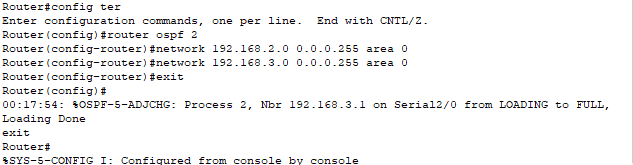 Router#config ter
Enter configuration commands, one per line.  End with CNTL/Z.
Router(config)#router ospf 2
Router(config-router)#network 192.168.2.0 0.0.0.255 area 0
Router(config-router)#network 192.168.3.0 0.0.0.255 area 0
Router(config-router)#exit
Router(config)#
00:17:54: %OSPF-5-ADJCHG: Process 2, Nbr 192.168.3.1 on Serial2/0 from LOADING to FULL,
Loading Done
exit
Router#
%SYS-5-CONFIG_I: Configured from console by console